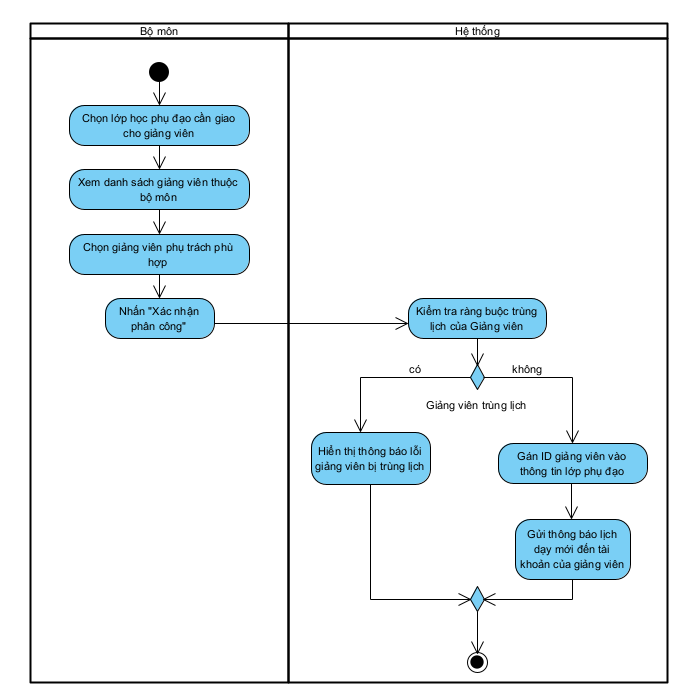 Bộ môn
Hệ thống
Chọn lớp học phụ đạo cần giao
cho giảng viên
Xem danh sách giảng viên thuộc
bộ môn
Chọn giảng viên phụ trách phù
hợp
Nhấn "Xác nhận
phân công"
Kiểm tra ràng buộc trùng
lịch của Giảng viên
có
không
Giảng viên trùng lịch
Hiển thị thông báo lỗi
giảng viên bị trùng lịch
Gán ID giảng viên vào
thông tin lớp phụ đạo
Gửi thông báo lịch
dạy mới đến tài
khoản của giảng viên